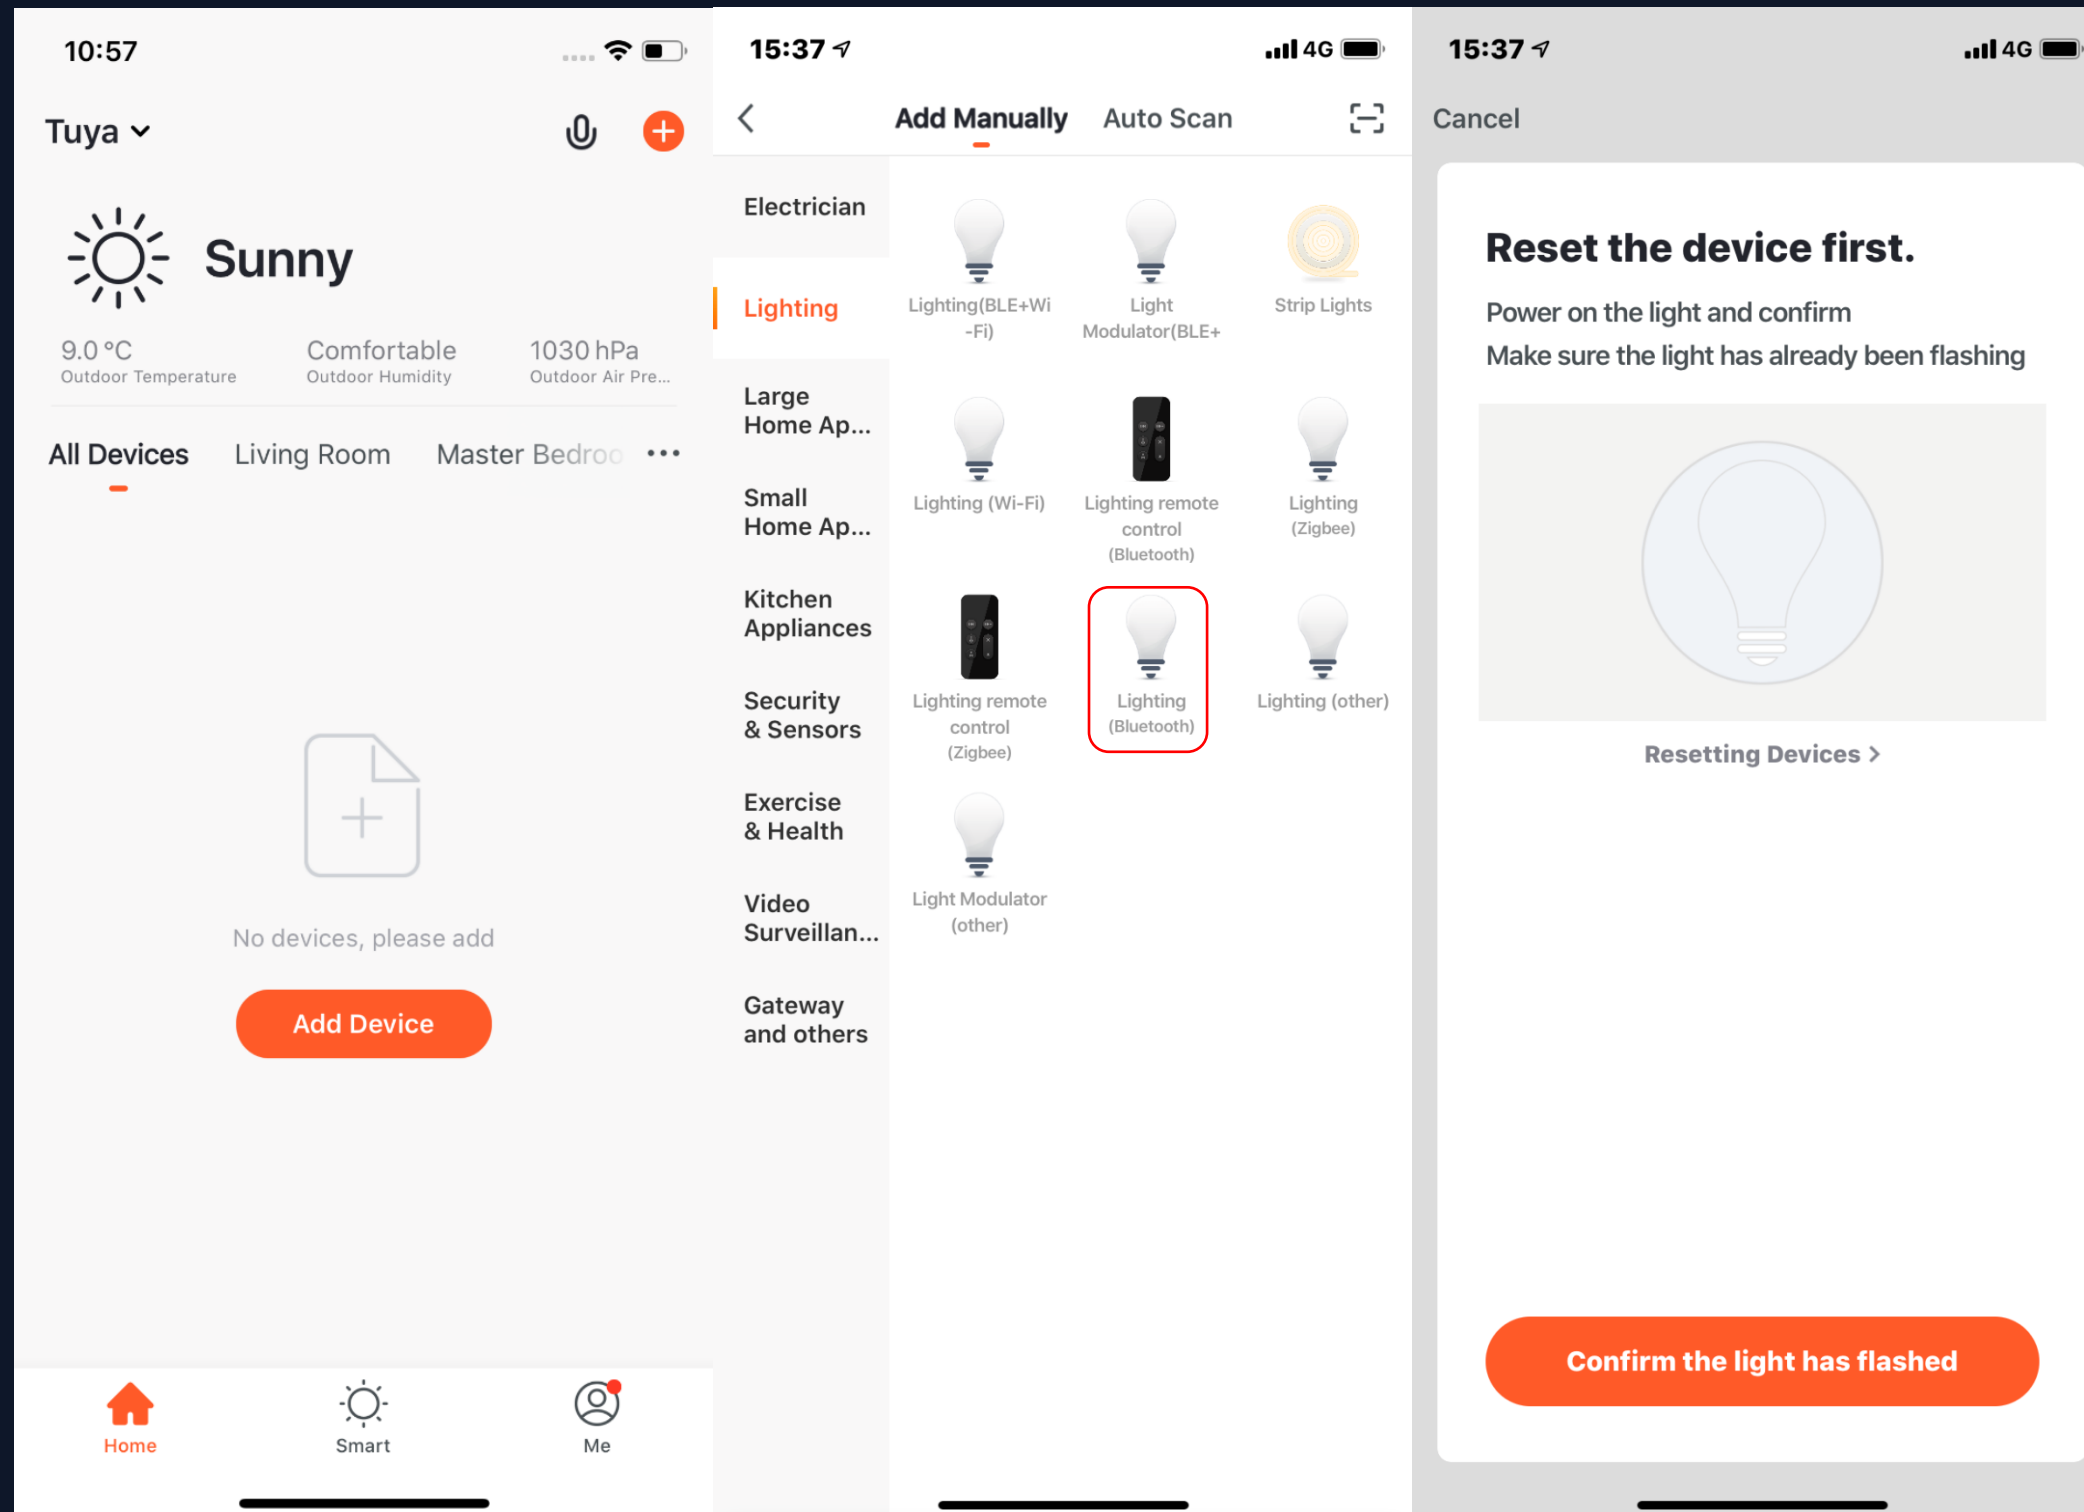 10:57
Tuya
Sunny
9.0 °C
Outdoor Temperature
Comfortable
Outdoor Humidity
1030 hPa
Outdoor Air Pre...
All Devices
Living Room
Master Bedroo
No devices, please add
Add Device
Home
Smart
Me
15:37
4G
Add Manually
Auto Scan
Electrician
Lighting
Large
Home Ap...
Small
Home Ap...
Kitchen
Appliances
Security
& Sensors
Exercise
& Health
Video
Surveillan...
Gateway
and others
Lighting(BLE+Wi
-Fi)
Light
Modulator(BLE+
Strip Lights
Lighting (Wi-Fi)
Lighting remote
control
(Bluetooth)
Lighting
(Zigbee)
Lighting remote
control
(Zigbee)
Lighting
(Bluetooth)
Lighting (other)
Light Modulator
(other)
15:37
4G
Cancel
Reset the device first.
Power on the light and confirm
Make sure the light has already been flashing
Resetting Devices >
Confirm the light has flashed